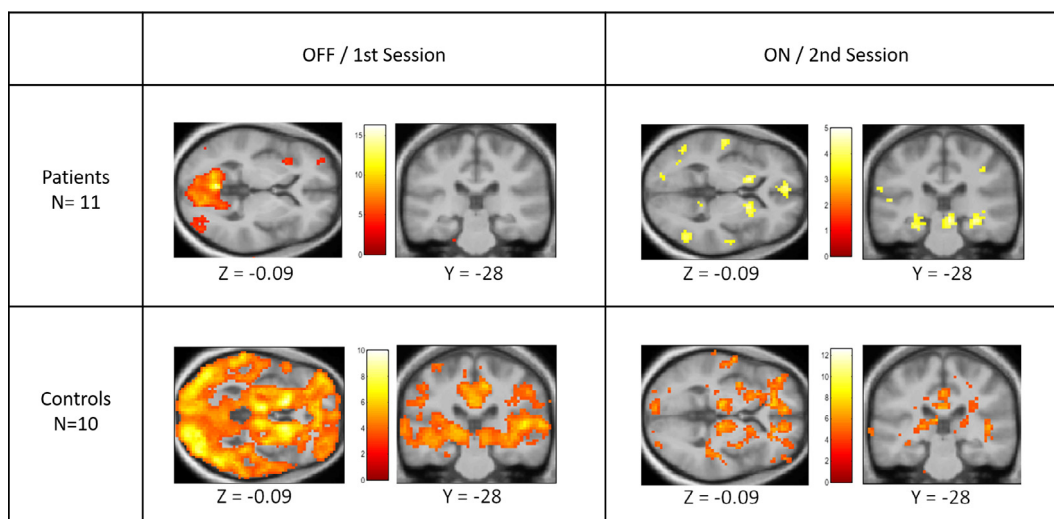 OFF / 1st Session
ON / 2nd Session
Patients
N= 11
15
10
5
0
Z = -0.09
Y = -28
5
4
3
2
1
0
Z = -0.09
Y = -28
Controls
N=10
10
8
6
4
2
0
Z = -0.09
Y = -28
12
10
8
6
4
2
0
Z = -0.09
Y = -28